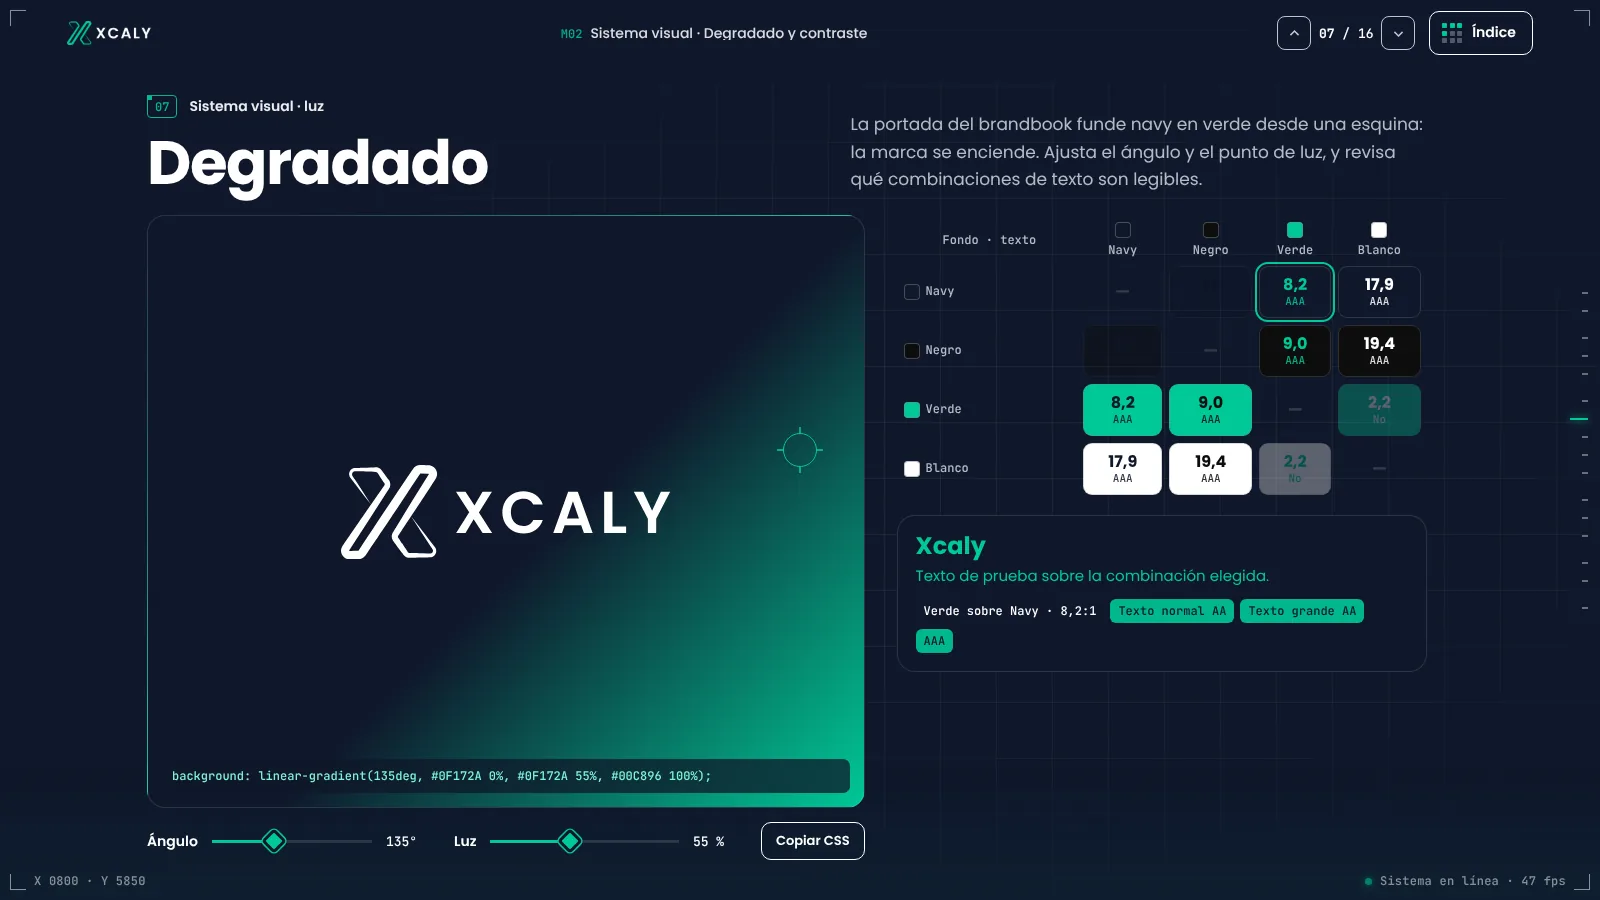 XCALY
M02 Sistema visual · Degradado y contraste
07 / 16
Índice
07 Sistema visual · luz
Degradado
La portada del brandbook funde navy en verde desde una esquina:
la marca se enciende. Ajusta el ángulo y el punto de luz, y revisa
qué combinaciones de texto son legibles.
XCALY
background: linear-gradient(135deg, #0F172A 0%, #0F172A 55%, #00C896 100%);
Ángulo 135° Luz 55 % Copiar CSS
Fondo · texto Navy Negro Verde Blanco
Navy — 8,2 AAA 17,9 AAA
Negro — 9,0 AAA 19,4 AAA
Verde 8,2 AAA 9,0 AAA — 2,2 No
Blanco 17,9 AAA 19,4 AAA 2,2 No —
Xcaly
Texto de prueba sobre la combinación elegida.
Verde sobre Navy · 8,2:1 Texto normal AA Texto grande AA
AAA
X 0800 · Y 5850
Sistema en línea · 47 fps